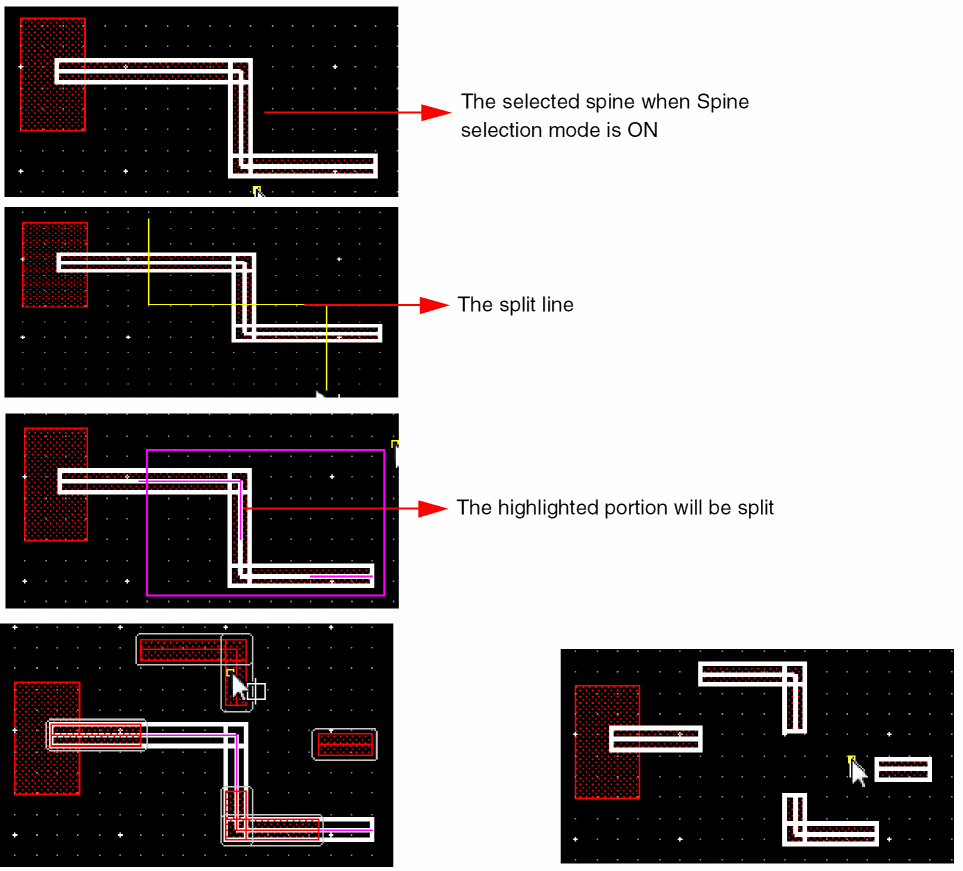 The selected spine when Spine
selection mode is ON
The split line
The highlighted portion will be split